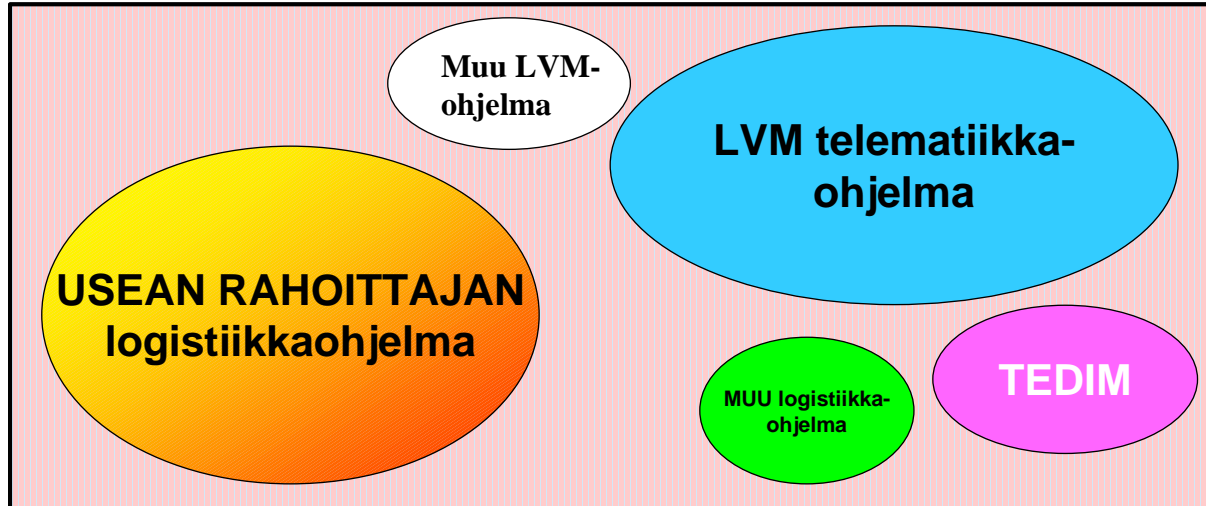 Muu LVM-
ohjelma
LVM telematiikka-
ohjelma
USEAN RAHOITTAJAN
logistiikkaohjelma
MUU logistiikka-
ohjelma
TEDIM